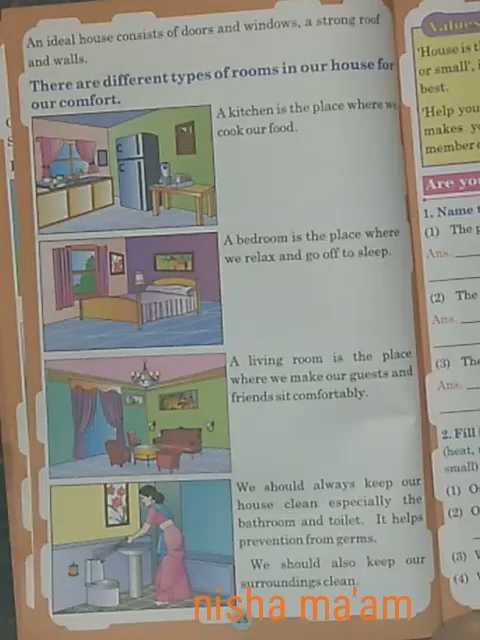 An ideal house consists of doors and windows, a strong roof
and walls.
There are different types of rooms in our house for
our comfort.
A kitchen is the place where we
cook our food.
A bedroom is the place where
we relax and go off to sleep.
A living room is the place
where we make our guests and
friends sit comfortably.
We should always keep our
house clean especially the
bathroom and toilet. It helps
prevention from germs.
We should also keep our
surroundings clean.
nisha ma'am
Values
'House is
or small',
best.
'Help you
makes
member
Are you
1. Name
(1) The
Ans.
(2) The
Ans.
(3) The
Ans.
2. Fill
(heat,
small)
(1)
(2)
(3)
(4)